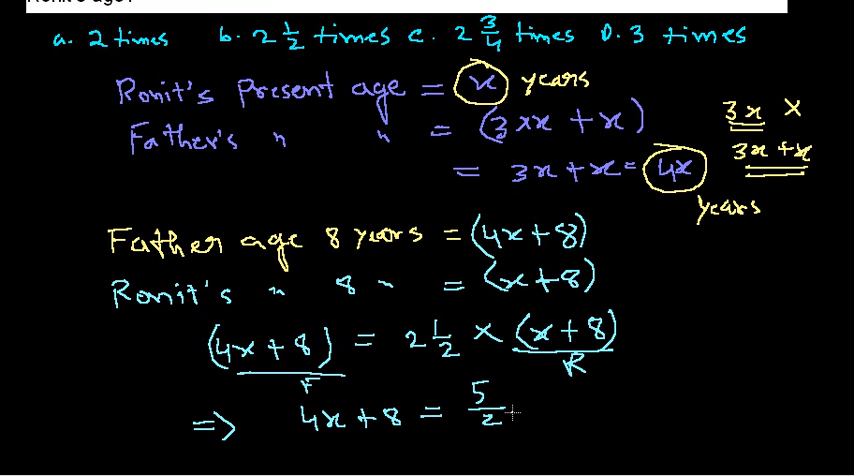 a. 2 times b. 2 1/2 times c. 2 3/4 times D. 3 times
Ronit's Present age = x years
Father's " " = (3 x x + x)
3x ×
= 3x + x = 4x
3x + x
years
Father age 8 years = (4x + 8)
Ronit's " 8 " = (x + 8)
(4x + 8) = 2 1/2 × (x + 8)
F R
=> 4x + 8 = 5/2